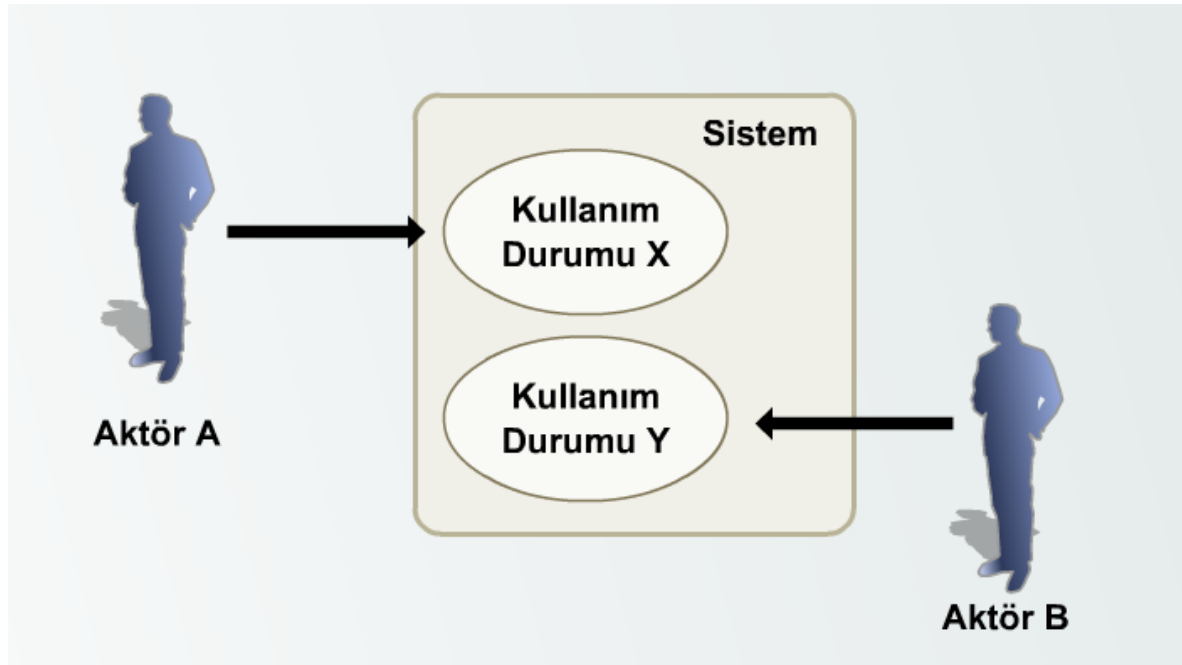 Sistem
Kullanım
Durumu X
Kullanım
Durumu Y
Aktör A
Aktör B